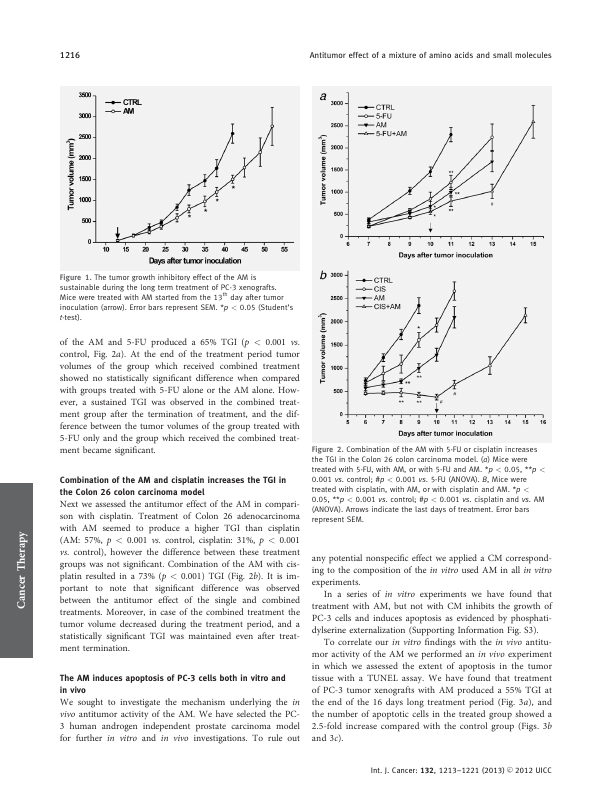 1216
Antitumor effect of a mixture of amino acids and small molecules
3500
3000
2500
2000
1500
1000
500
0
Tumor volume (mm3)
CTRL
AM
*
*
*
*
10 15 20 25 30 35 40 45 50 55
Days after tumor inoculation
Figure 1. The tumor growth inhibitory effect of the AM is
sustainable during the long term treatment of PC-3 xenografts.
Mice were treated with AM started from the 13th day after tumor
inoculation (arrow). Error bars represent SEM. *p < 0.05 (Student's
t-test).
of the AM and 5-FU produced a 65% TGI (p < 0.001 vs.
control, Fig. 2a). At the end of the treatment period tumor
volumes of the group which received combined treatment
showed no statistically significant difference when compared
with groups treated with 5-FU alone or the AM alone. How-
ever, a sustained TGI was observed in the combined treat-
ment group after the termination of treatment, and the dif-
ference between the tumor volumes of the group treated with
5-FU only and the group which received the combined treat-
ment became significant.
Combination of the AM and cisplatin increases the TGI in
the Colon 26 colon carcinoma model
Next we assessed the antitumor effect of the AM in compari-
son with cisplatin. Treatment of Colon 26 adenocarcinoma
with AM seemed to produce a higher TGI than cisplatin
(AM: 57%, p < 0.001 vs. control, cisplatin: 31%, p < 0.001
vs. control), however the difference between these treatment
groups was not significant. Combination of the AM with cis-
platin resulted in a 73% (p < 0.001) TGI (Fig. 2b). It is im-
portant to note that significant difference was observed
between the antitumor effect of the single and combined
treatments. Moreover, in case of the combined treatment the
tumor volume decreased during the treatment period, and a
statistically significant TGI was maintained even after treat-
ment termination.
The AM induces apoptosis of PC-3 cells both in vitro and
in vivo
We sought to investigate the mechanism underlying the in
vivo antitumor activity of the AM. We have selected the PC-
3 human androgen independent prostate carcinoma model
for further in vitro and in vivo investigations. To rule out
a
3000
2500
2000
1500
1000
500
0
Tumor volume (mm3)
CTRL
5-FU
AM
5-FU+AM
**
**
**
*
*
#
6 7 8 9 10 11 12 13 14 15
Days after tumor inoculation
b
3000
2500
2000
1500
1000
500
0
Tumor volume (mm3)
CTRL
CIS
AM
CIS+AM
*
**
**
**
**
#
#
5 6 7 8 9 10 11 12 13 14 15 16
Days after tumor inoculation
Figure 2. Combination of the AM with 5-FU or cisplatin increases
the TGI in the Colon 26 colon carcinoma model. (a) Mice were
treated with 5-FU, with AM, or with 5-FU and AM. *p < 0.05, **p <
0.001 vs. control; #p < 0.001 vs. 5-FU (ANOVA). B, Mice were
treated with cisplatin, with AM, or with cisplatin and AM. *p <
0.05, **p < 0.001 vs. control; #p < 0.001 vs. cisplatin and vs. AM
(ANOVA). Arrows indicate the last days of treatment. Error bars
represent SEM.
any potential nonspecific effect we applied a CM correspond-
ing to the composition of the in vitro used AM in all in vitro
experiments.
In a series of in vitro experiments we have found that
treatment with AM, but not with CM inhibits the growth of
PC-3 cells and induces apoptosis as evidenced by phosphati-
dylserine externalization (Supporting Information Fig. S3).
To correlate our in vitro findings with the in vivo antitu-
mor activity of the AM we performed an in vivo experiment
in which we assessed the extent of apoptosis in the tumor
tissue with a TUNEL assay. We have found that treatment
of PC-3 tumor xenografts with AM produced a 55% TGI at
the end of the 16 days long treatment period (Fig. 3a), and
the number of apoptotic cells in the treated group showed a
2.5-fold increase compared with the control group (Figs. 3b
and 3c).
Cancer Therapy
Int. J. Cancer: 132, 1213–1221 (2013) © 2012 UICC